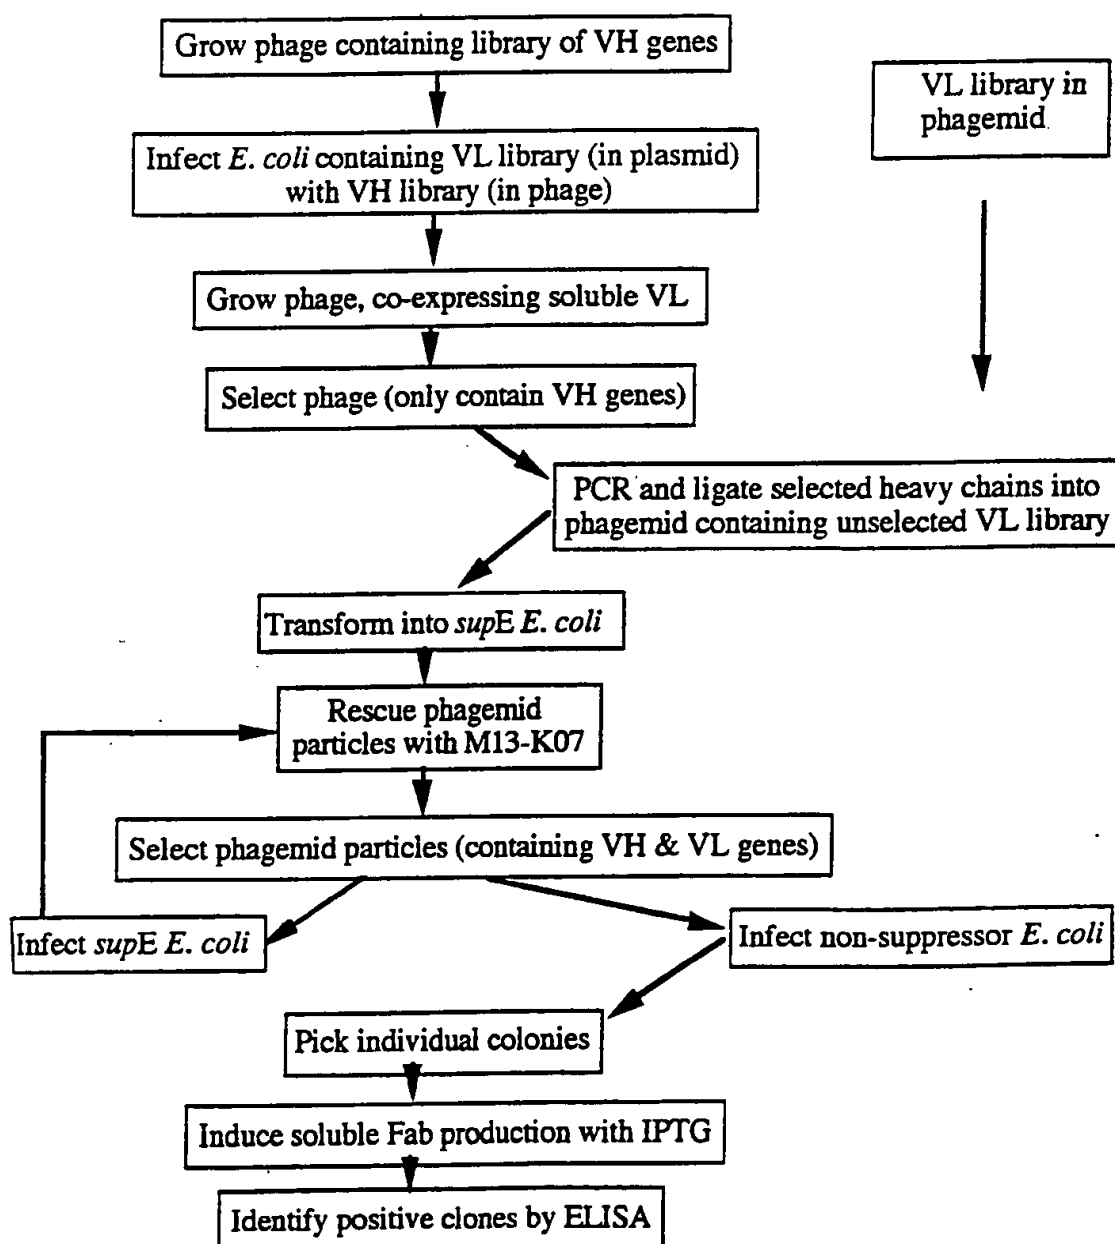 Grow phage containing library of VH genes
VL library in
phagemid
Infect E. coli containing VL library (in plasmid)
with VH library (in phage)
Grow phage, co-expressing soluble VL
Select phage (only contain VH genes)
PCR and ligate selected heavy chains into
phagemid containing unselected VL library
Transform into supE E. coli
Rescue phagemid
particles with M13-K07
Select phagemid particles (containing VH & VL genes)
Infect supE E. coli
Infect non-suppressor E. coli
Pick individual colonies
Induce soluble Fab production with IPTG
Identify positive clones by ELISA